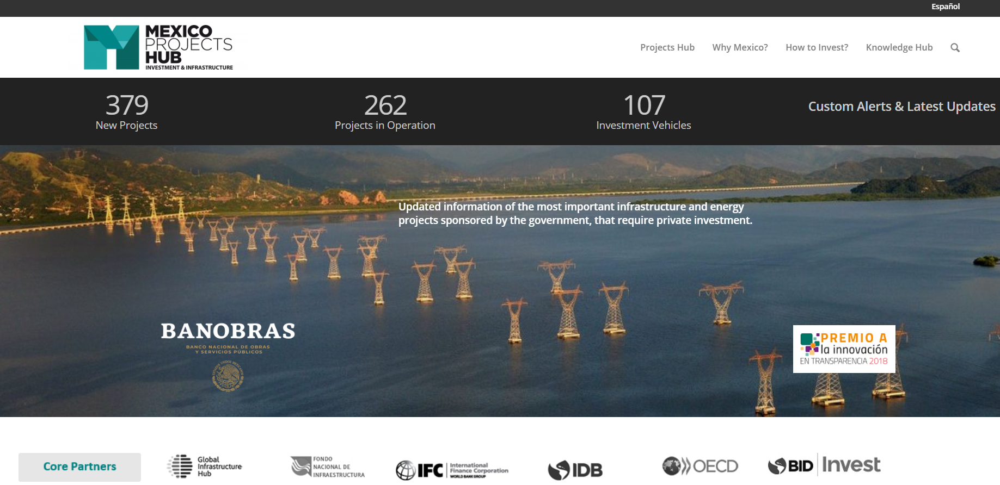 Español
MEXICO
PROJECTS
HUB
INVESTMENT & INFRASTRUCTURE
Projects Hub
Why Mexico?
How to Invest?
Knowledge Hub
379
New Projects
262
Projects in Operation
107
Investment Vehicles
Custom Alerts & Latest Updates
Updated information of the most important infrastructure and energy
projects sponsored by the government, that require private investment.
BANOBRAS
BANCO NACIONAL DE OBRAS
Y SERVICIOS PÚBLICOS
ESTADOS UNIDOS MEXICANOS
PREMIO A
la innovación
EN TRANSPARENCIA 2018
Core Partners
Global
Infrastructure
Hub
FONDO
NACIONAL DE
INFRAESTRUCTURA
IFC
International
Finance Corporation
WORLD BANK GROUP
IDB
OECD
BID Invest